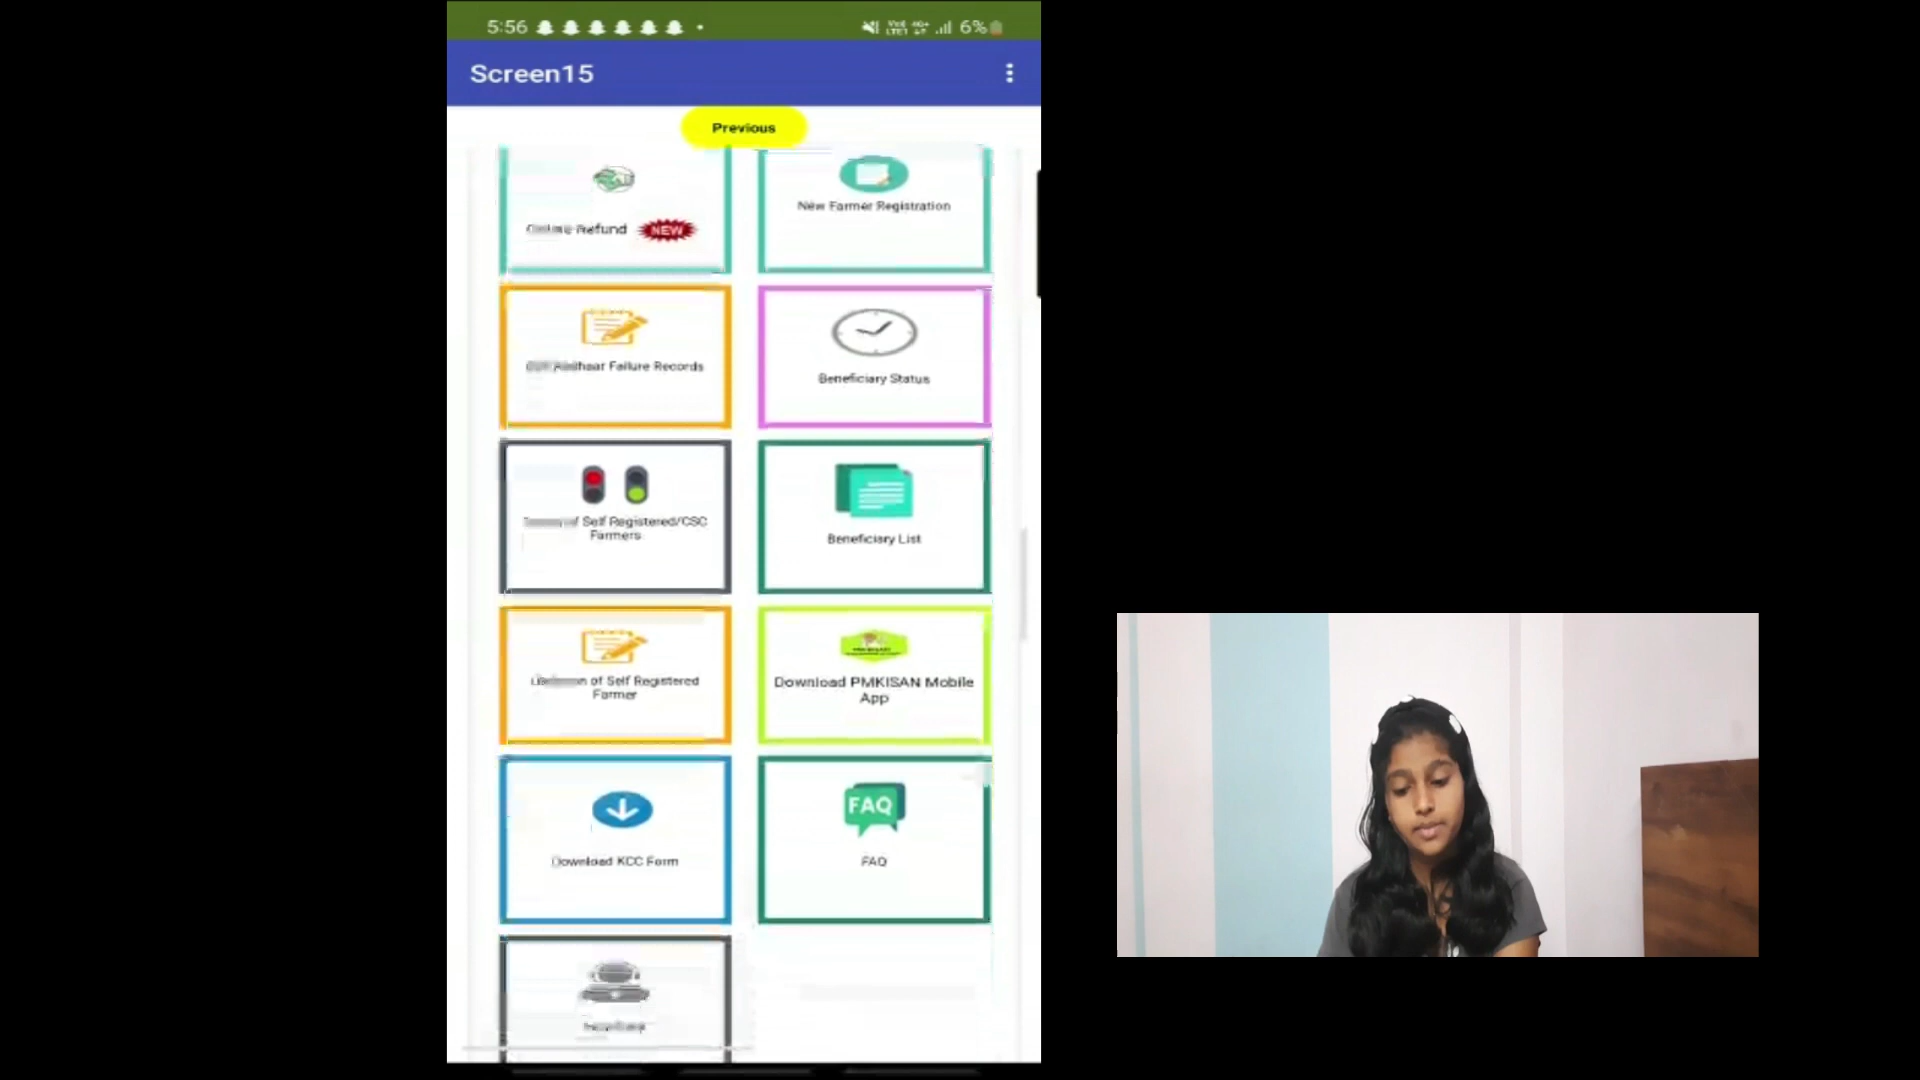 5:56
6%
Screen15
Previous
Refund NEW
New Farmer Registration
Failure Records
Beneficiary Status
of Self Registered/CSC
Farmers
Beneficiary List
of Self Registered
Farmer
Download PMKISAN Mobile
App
Download KCC Form
FAQ
FAQ